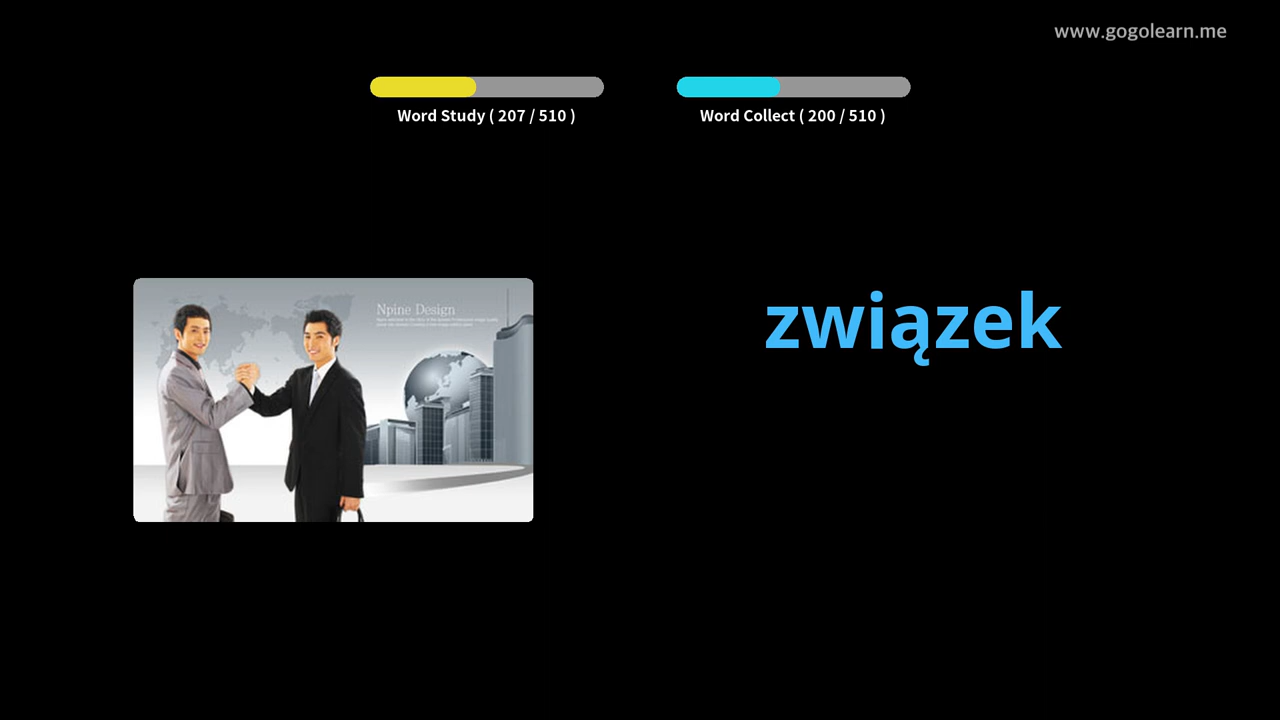 www.gogolearn.me
Word Study ( 207 / 510 )
Word Collect ( 200 / 510 )
Npine Design
związek